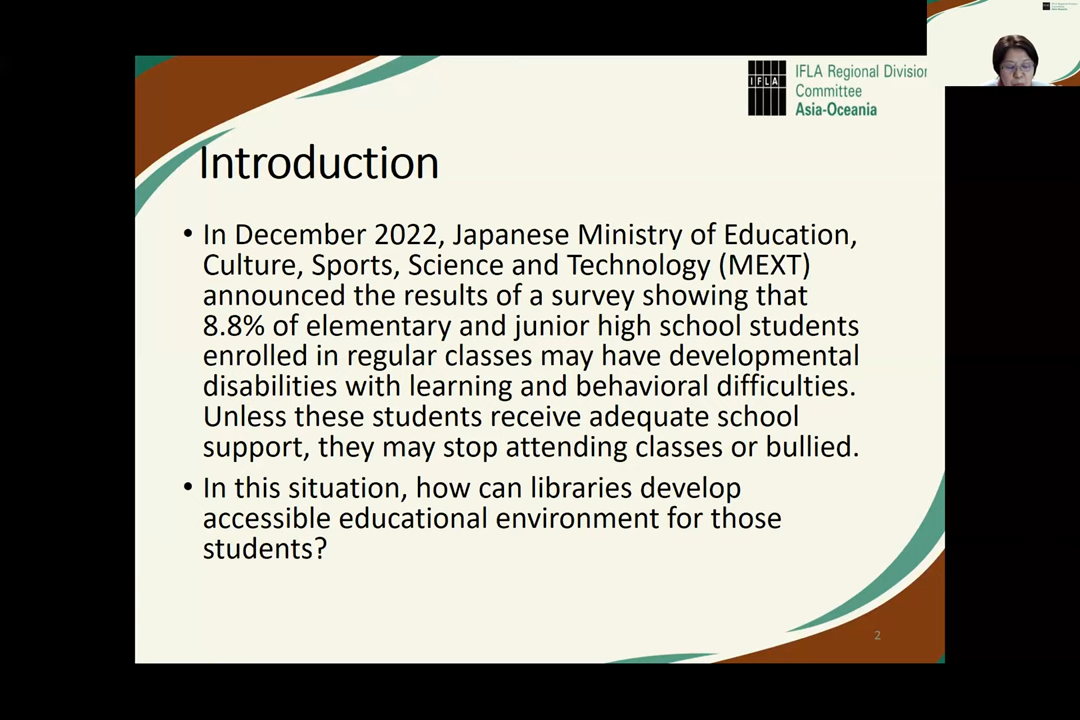 IFLA
IFLA Regional Division
Committee
Asia-Oceania
Introduction
• In December 2022, Japanese Ministry of Education,
Culture, Sports, Science and Technology (MEXT)
announced the results of a survey showing that
8.8% of elementary and junior high school students
enrolled in regular classes may have developmental
disabilities with learning and behavioral difficulties.
Unless these students receive adequate school
support, they may stop attending classes or bullied.
• In this situation, how can libraries develop
accessible educational environment for those
students?
2